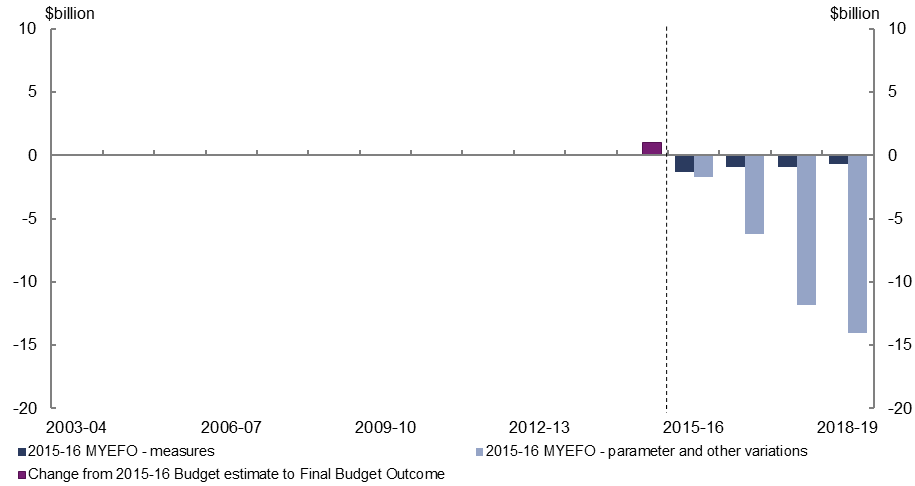 $billion $billion
10 10
5 5
0 0
-5 -5
-10 -10
-15 -15
-20 -20
2003-04 2006-07 2009-10 2012-13 2015-16 2018-19
2015-16 MYEFO - measures 2015-16 MYEFO - parameter and other variations
Change from 2015-16 Budget estimate to Final Budget Outcome